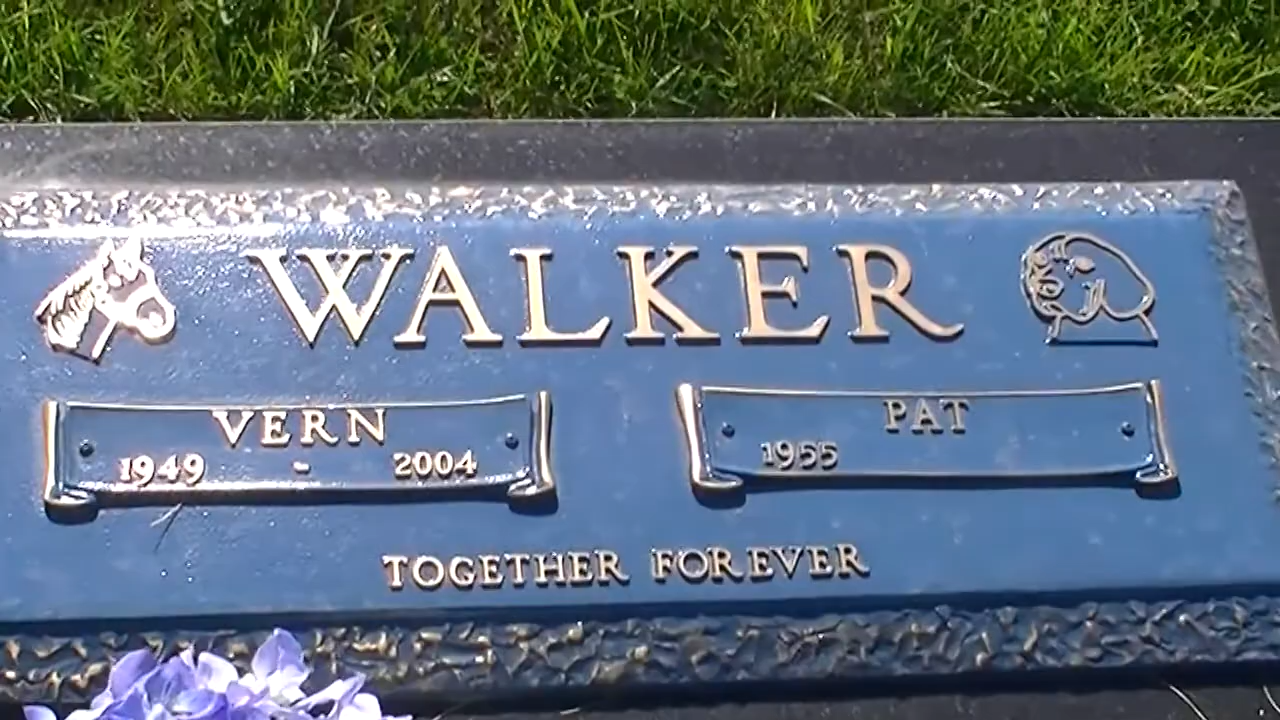 WALKER
VERN
1949 - 2004
PAT
1955
TOGETHER FOREVER